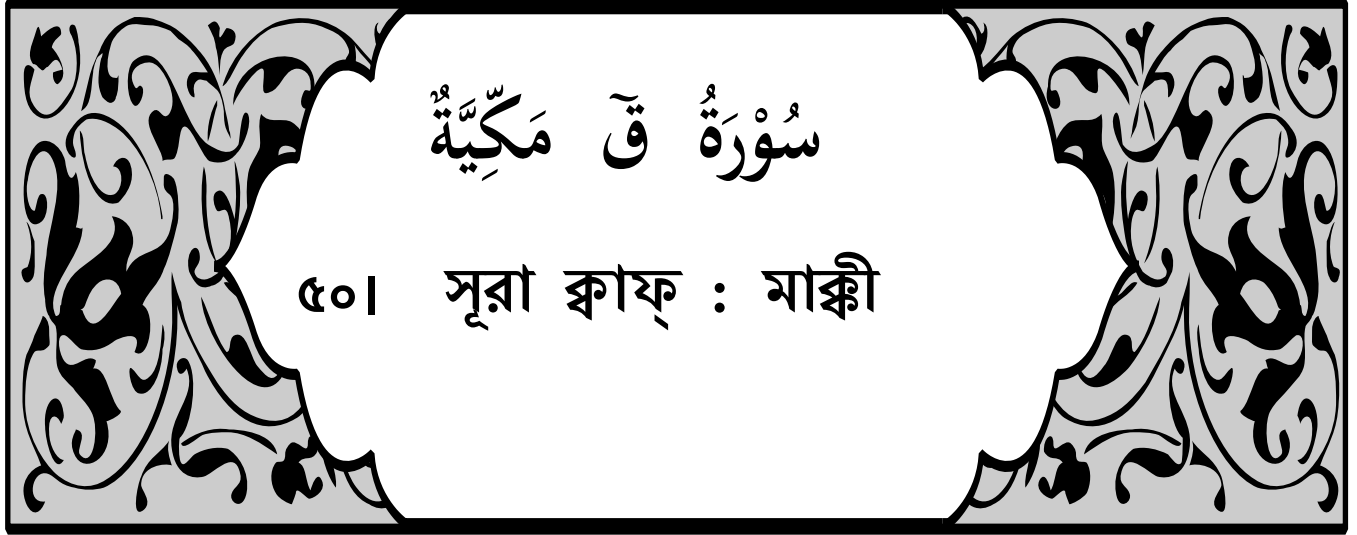 سُوْرَةُ قٓ مَكِّيَّةٌ
৫০। সূরা ক্বাফ্ : মাক্কী